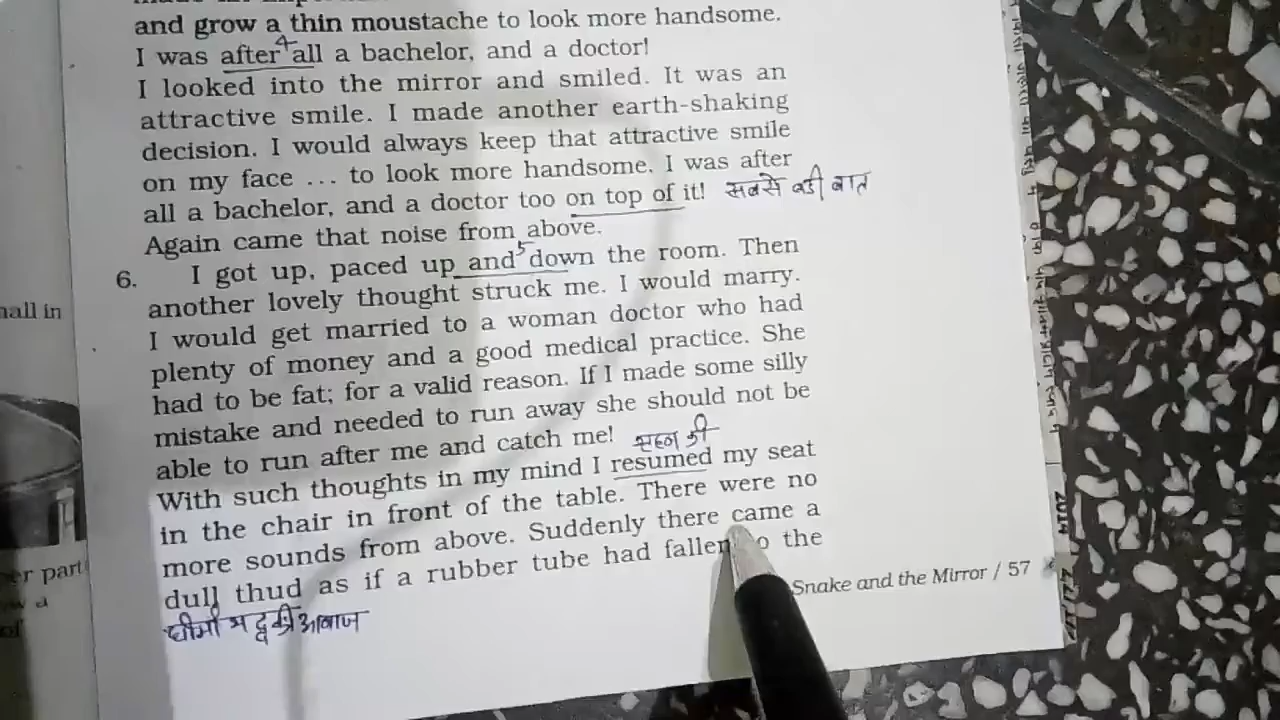 and grow a thin moustache to look more handsome.
4
I was after all a bachelor, and a doctor!
I looked into the mirror and smiled. It was an
attractive smile. I made another earth-shaking
decision. I would always keep that attractive smile
on my face ... to look more handsome. I was after
all a bachelor, and a doctor too on top of it! सबसे बडी बात
Again came that noise from above.
5
6. I got up, paced up and down the room. Then
another lovely thought struck me. I would marry.
I would get married to a woman doctor who had
plenty of money and a good medical practice. She
had to be fat; for a valid reason. If I made some silly
mistake and needed to run away she should not be
able to run after me and catch me!
With such thoughts in my mind I resumed my seat
in the chair in front of the table. There were no
more sounds from above. Suddenly there came a
dull thud as if a rubber tube had fallen to the
आवाज
Snake and the Mirror / 57
nall in
er part